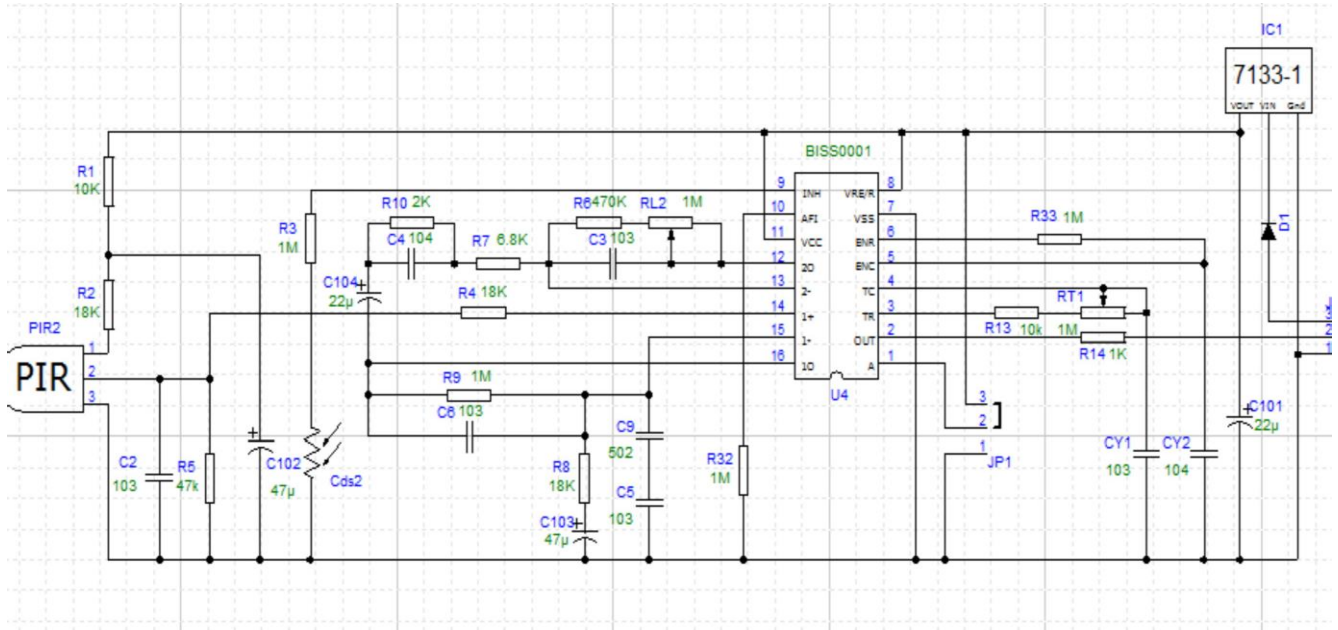 IC1
7133-1
VOUT VIN Gnd
BISS0001
R1
10K
9 INH VRE/R 8
10 AFI VSS 7
11 VCC ENR 6
12 2O ENC 5
13 2- TC 4
14 1+ TR 3
15 1- OUT 2
16 1O A 1
U4
R10 2K
R6 470K
RL2 1M
R33 1M
D1
R3
1M
C4 104
R7 6.8K
C3 103
C104
+
22µ
R2
18K
R4 18K
RT1
1M
R13 10k
R14 1K
3
2
1
PIR2
PIR
1
2
3
R9 1M
C6 103
3
2
1
JP1
C101
+
22µ
C9
502
C2
103
R5
47k
+
C102
47µ
Cds2
R8
18K
R32
1M
CY1
103
CY2
104
C5
103
C103
+
47µ